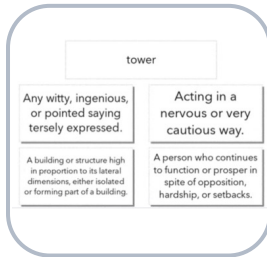 tower
Any witty, ingenious,
or pointed saying
tersely expressed.
Acting in a
nervous or very
cautious way.
A building or structure high
in proportion to its lateral
dimensions, either isolated
or forming part of a building.
A person who continues
to function or prosper in
spite of opposition,
hardship, or setbacks.